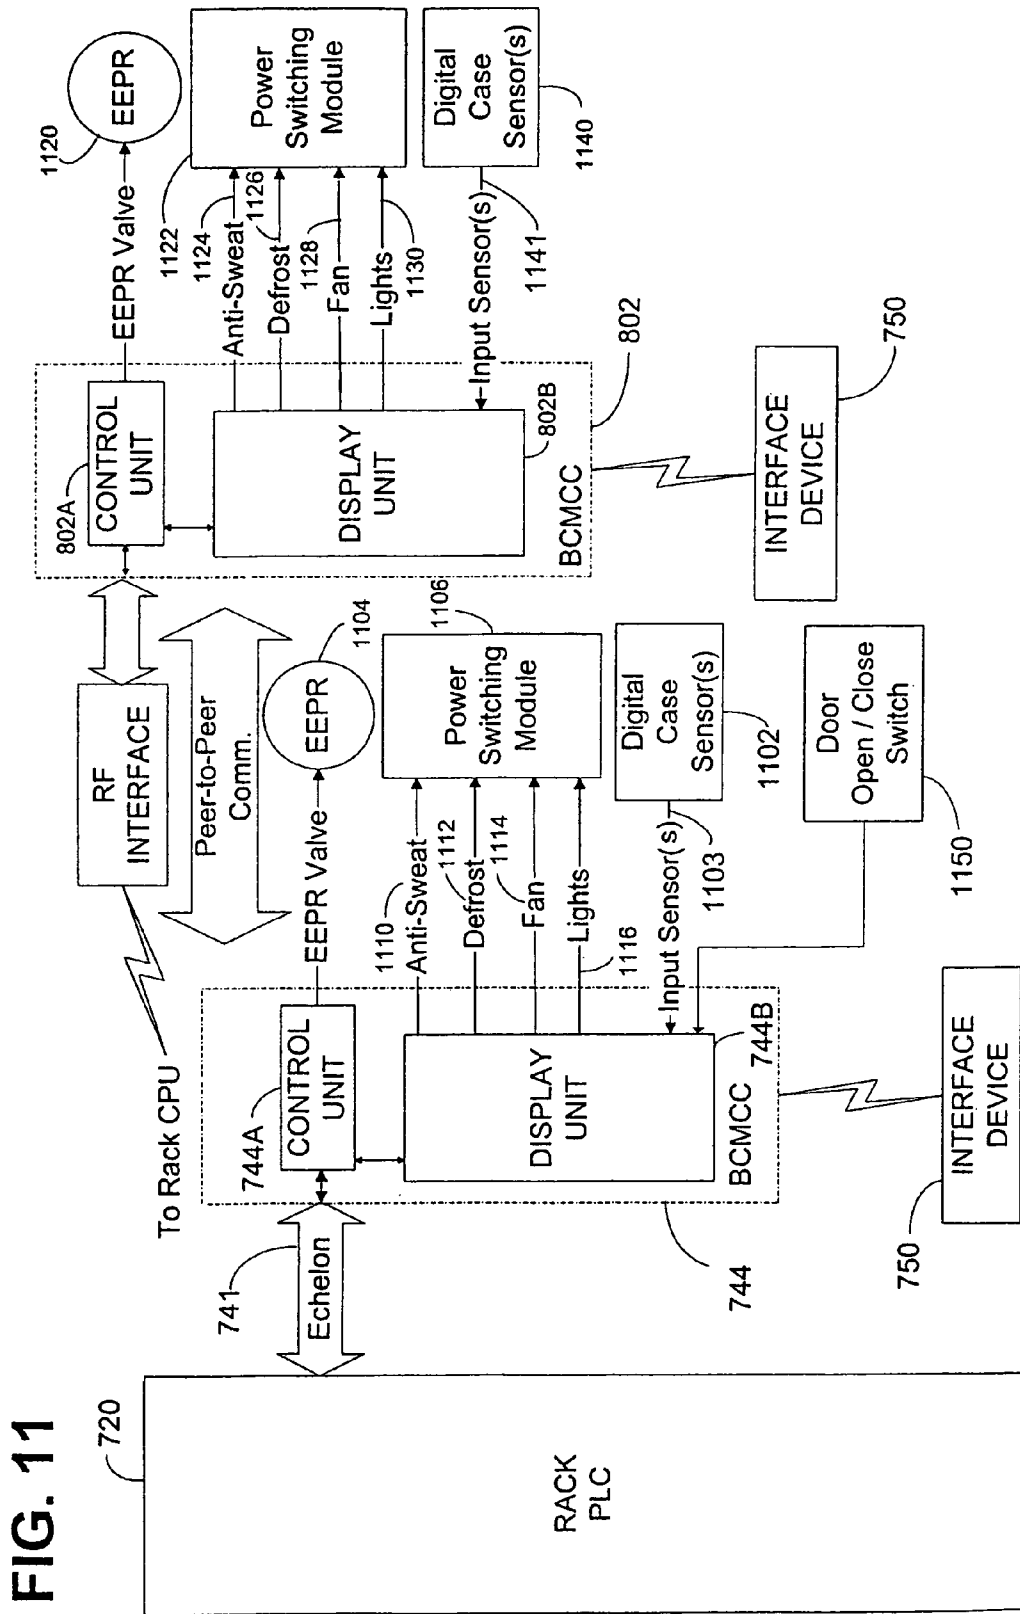 FIG. 11
720
RACK
PLC
741
Echelon
To Rack CPU
RF
INTERFACE
Peer-to-Peer
Comm.
744A
CONTROL
UNIT
EEPR Valve
EEPR
1104
DISPLAY
UNIT
744B
BCMCC
744
1110
Anti-Sweat
1112
Defrost
1114
Fan
Lights
1116
Power
Switching
Module
1106
Input Sensor(s)
1103
Digital
Case
Sensor(s)
1102
Door
Open / Close
Switch
1150
INTERFACE
DEVICE
750
802A
CONTROL
UNIT
EEPR Valve
EEPR
1120
DISPLAY
UNIT
802B
BCMCC
802
1122
1124
Anti-Sweat
1126
Defrost
1128
Fan
Lights
1130
Power
Switching
Module
Input Sensor(s)
1141
Digital
Case
Sensor(s)
1140
INTERFACE
DEVICE
750